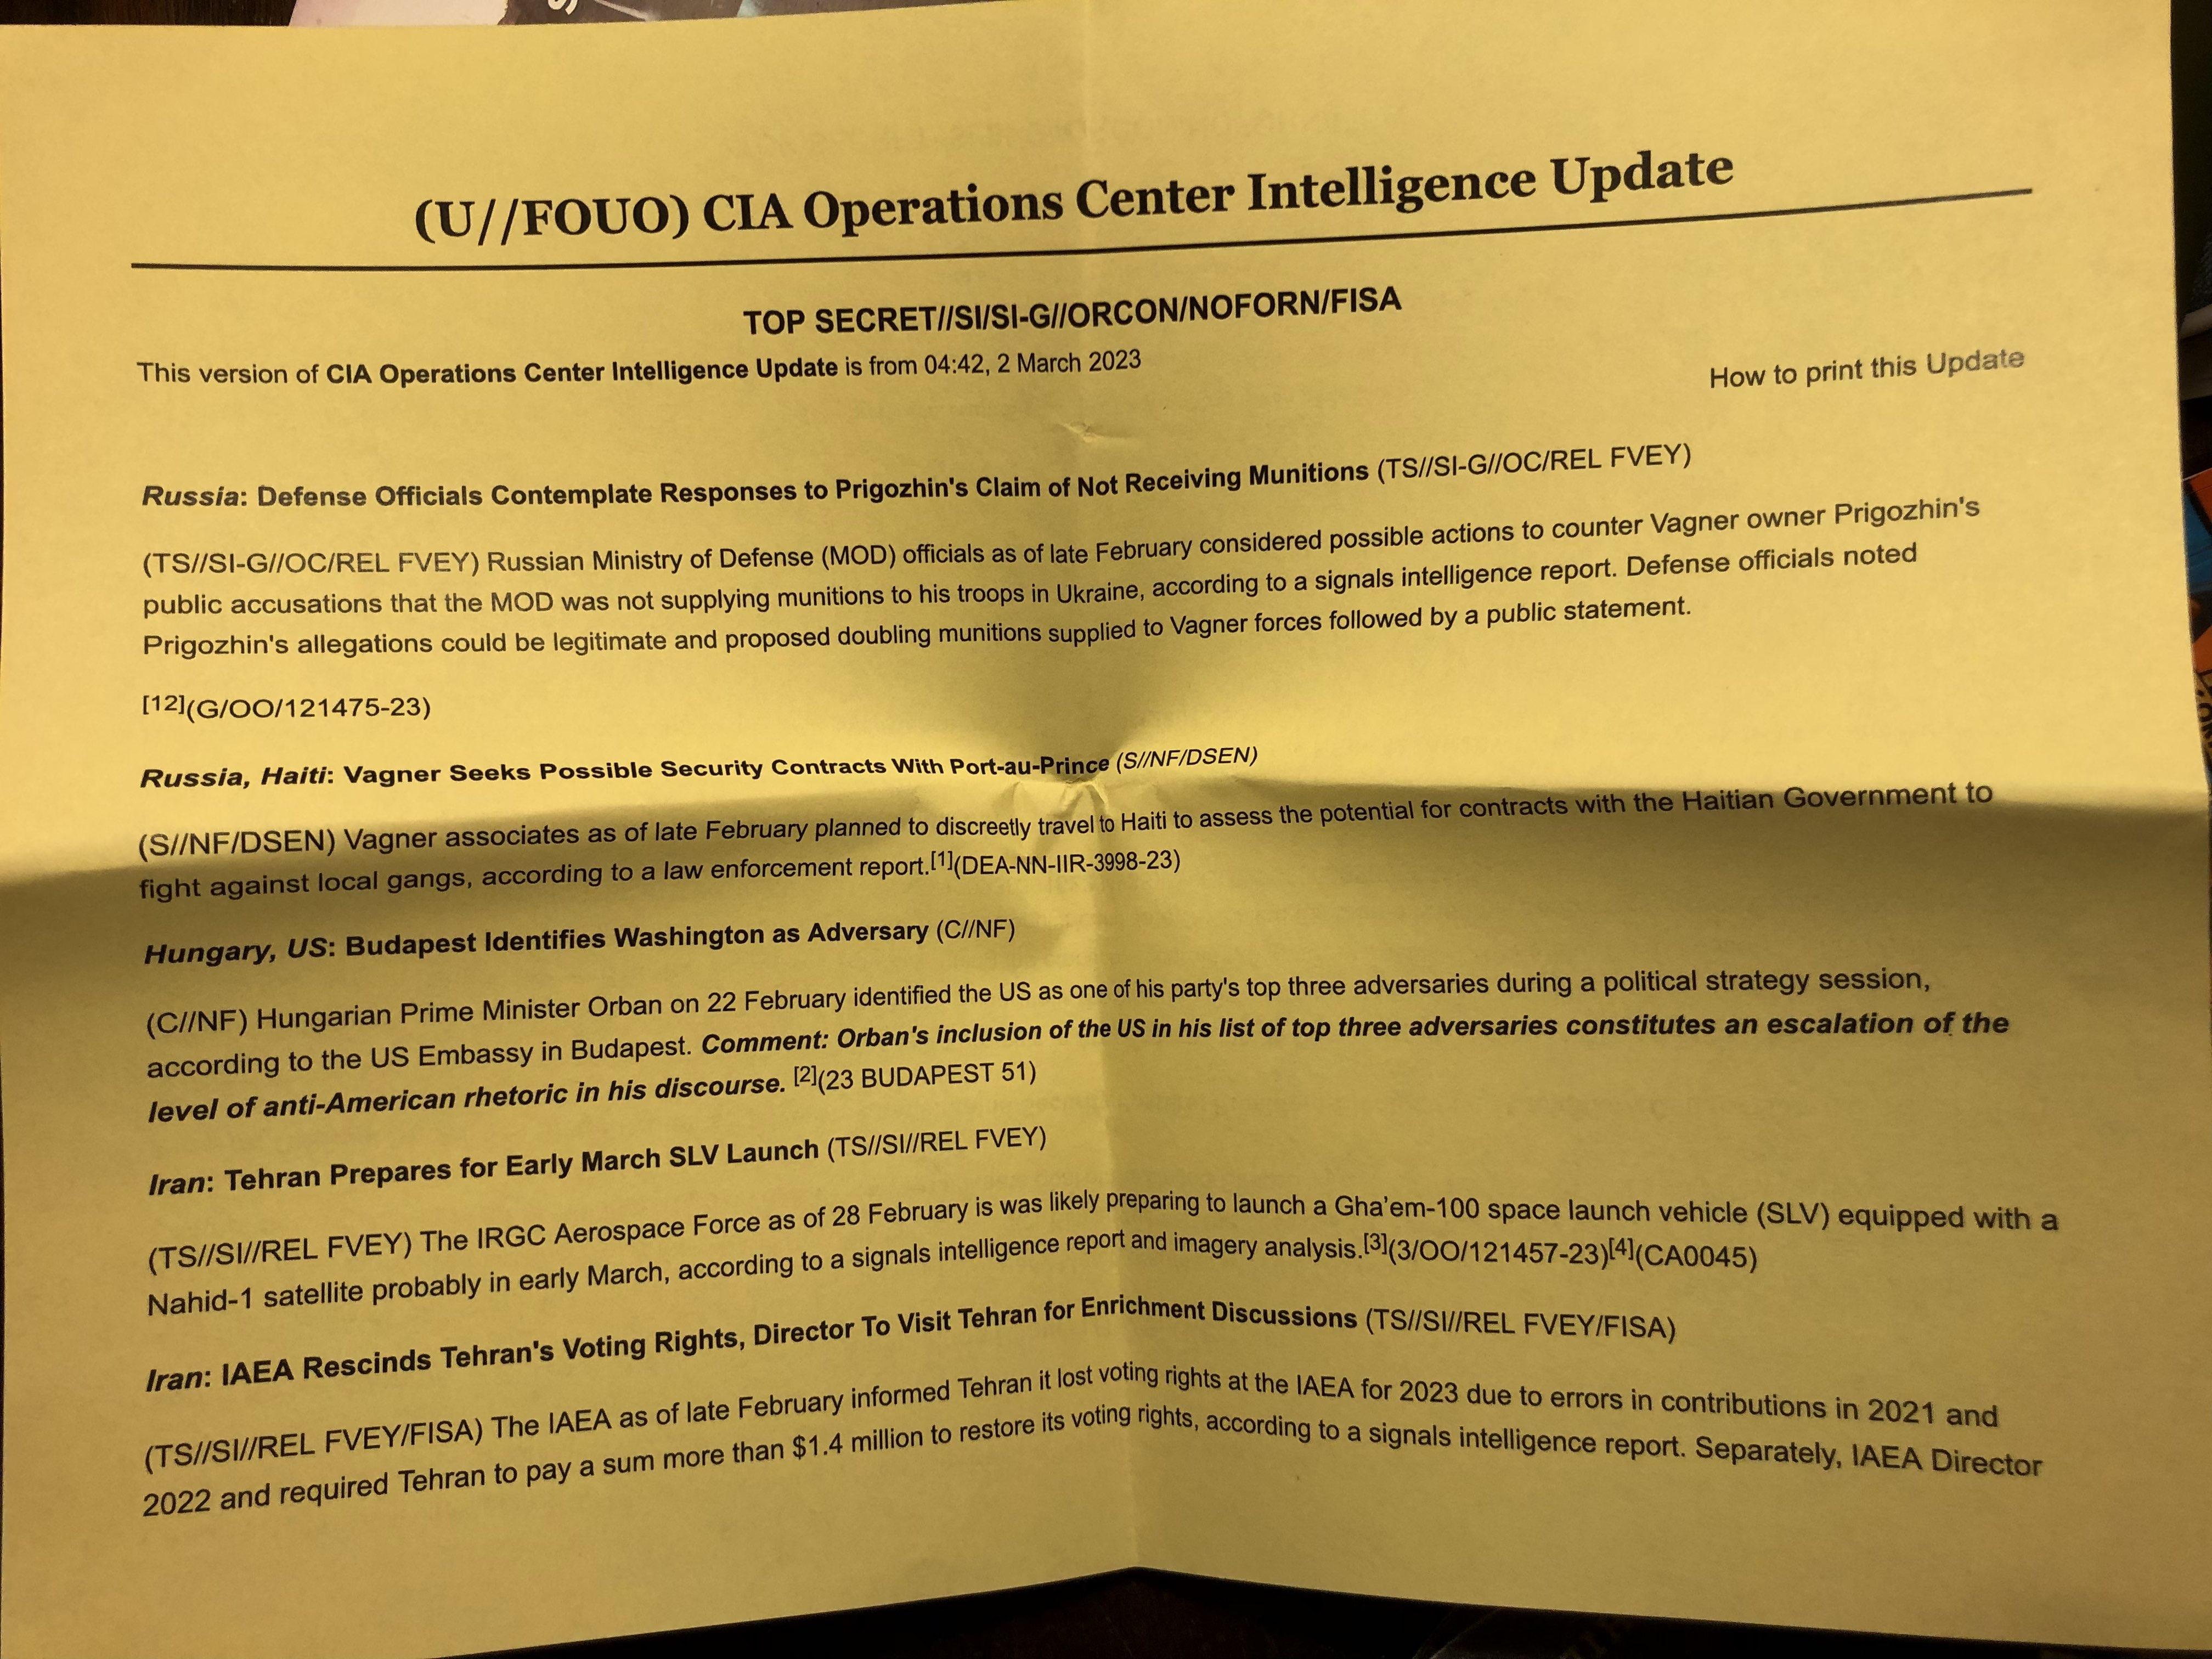 (U//FOUO) CIA Operations Center Intelligence Update
TOP SECRET//SI/SI-G//ORCON/NOFORN/FISA
This version of CIA Operations Center Intelligence Update is from 04:42, 2 March 2023
How to print this Update
Russia: Defense Officials Contemplate Responses to Prigozhin's Claim of Not Receiving Munitions (TS//SI-G//OC/REL FVEY)
(TS//SI-G//OC/REL FVEY) Russian Ministry of Defense (MOD) officials as of late February considered possible actions to counter Vagner owner Prigozhin's
public accusations that the MOD was not supplying munitions to his troops in Ukraine, according to a signals intelligence report. Defense officials noted
Prigozhin's allegations could be legitimate and proposed doubling munitions supplied to Vagner forces followed by a public statement.
[12](G/OO/121475-23)
Russia, Haiti: Vagner Seeks Possible Security Contracts With Port-au-Prince (S//NF/DSEN)
(S//NF/DSEN) Vagner associates as of late February planned to discreetly travel to Haiti to assess the potential for contracts with the Haitian Government to
fight against local gangs, according to a law enforcement report.[1](DEA-NN-IIR-3998-23)
Hungary, US: Budapest Identifies Washington as Adversary (C//NF)
(C//NF) Hungarian Prime Minister Orban on 22 February identified the US as one of his party's top three adversaries during a political strategy session,
according to the US Embassy in Budapest. Comment: Orban's inclusion of the US in his list of top three adversaries constitutes an escalation of the
level of anti-American rhetoric in his discourse. [2](23 BUDAPEST 51)
Iran: Tehran Prepares for Early March SLV Launch (TS//SI//REL FVEY)
(TS//SI//REL FVEY) The IRGC Aerospace Force as of 28 February is was likely preparing to launch a Gha'em-100 space launch vehicle (SLV) equipped with a
Nahid-1 satellite probably in early March, according to a signals intelligence report and imagery analysis.[3](3/OO/121457-23)[4](CA0045)
Iran: IAEA Rescinds Tehran's Voting Rights, Director To Visit Tehran for Enrichment Discussions (TS//SI//REL FVEY/FISA)
(TS//SI//REL FVEY/FISA) The IAEA as of late February informed Tehran it lost voting rights at the IAEA for 2023 due to errors in contributions in 2021 and
2022 and required Tehran to pay a sum more than $1.4 million to restore its voting rights, according to a signals intelligence report. Separately, IAEA Director